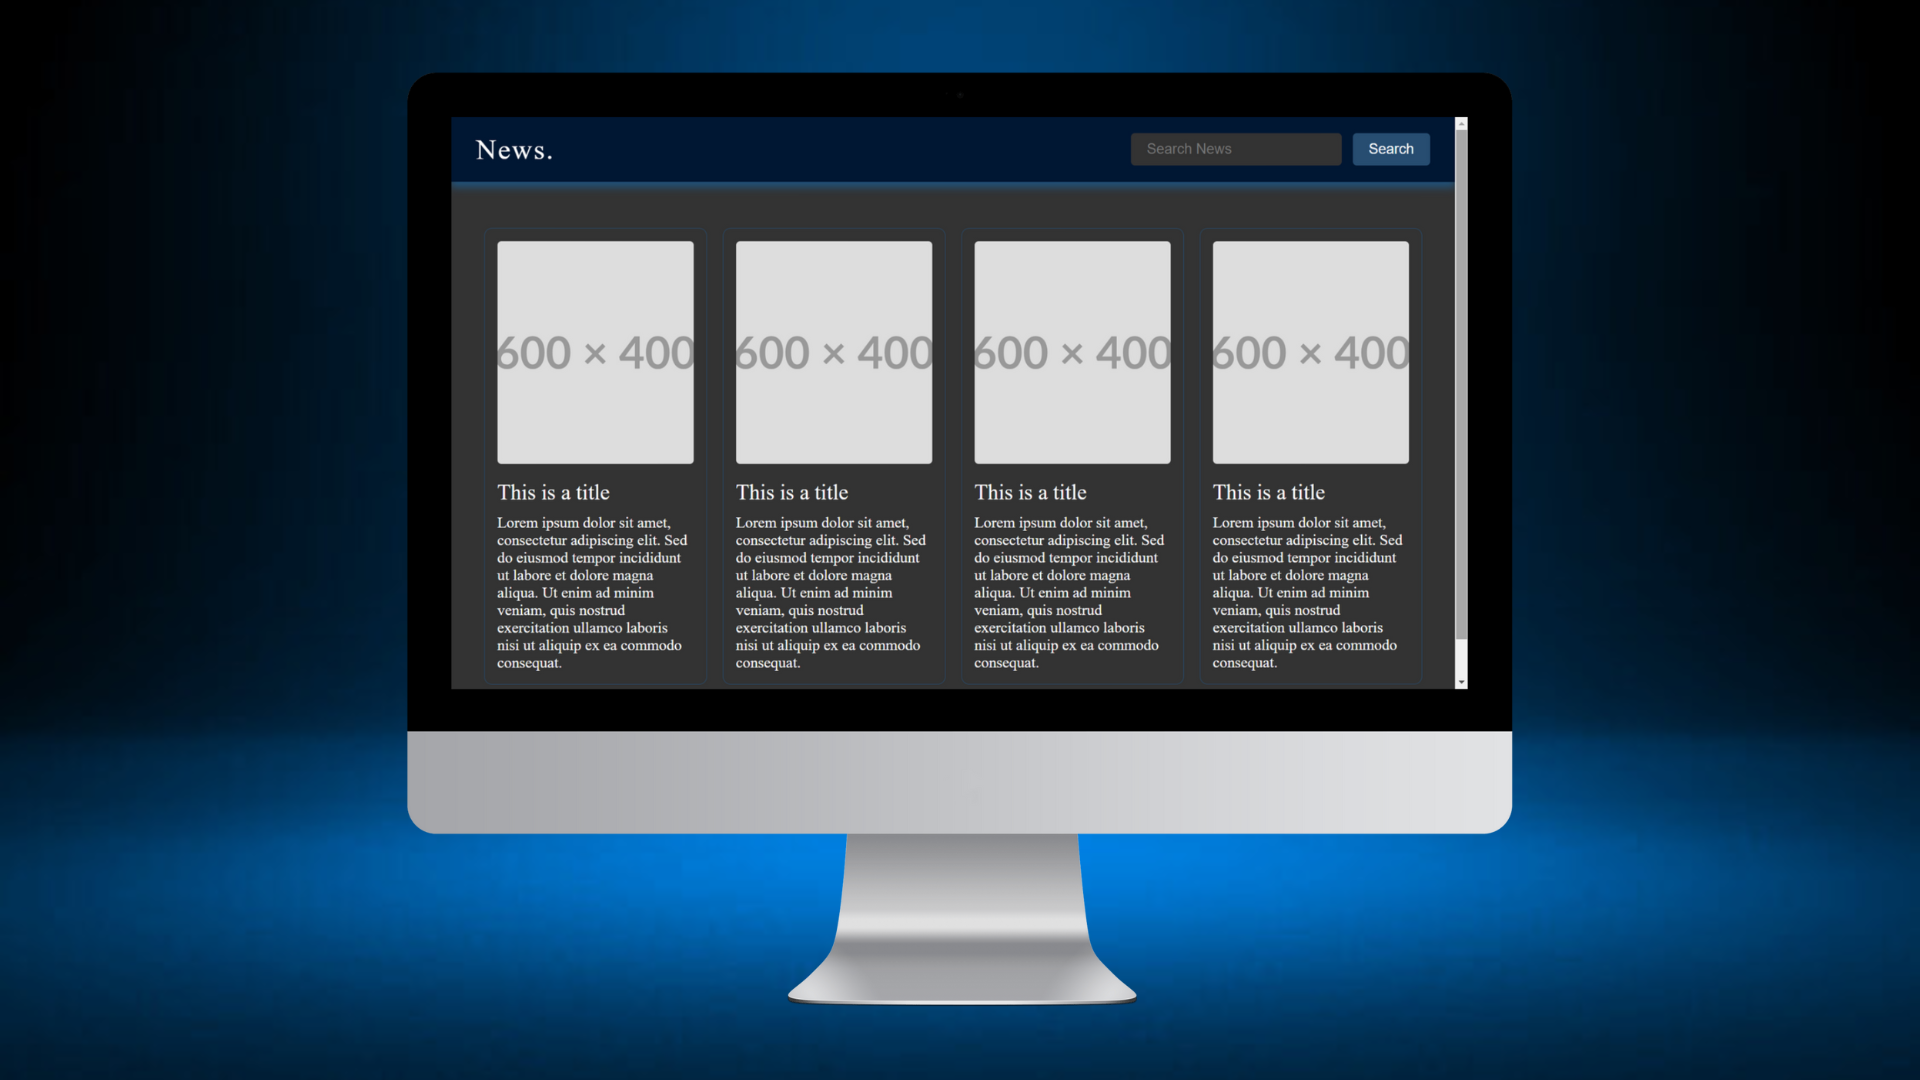 News.
Search News
Search
600 × 400
600 × 400
600 × 400
600 × 400
This is a title
Lorem ipsum dolor sit amet,
consectetur adipiscing elit. Sed
do eiusmod tempor incididunt
ut labore et dolore magna
aliqua. Ut enim ad minim
veniam, quis nostrud
exercitation ullamco laboris
nisi ut aliquip ex ea commodo
consequat.
This is a title
Lorem ipsum dolor sit amet,
consectetur adipiscing elit. Sed
do eiusmod tempor incididunt
ut labore et dolore magna
aliqua. Ut enim ad minim
veniam, quis nostrud
exercitation ullamco laboris
nisi ut aliquip ex ea commodo
consequat.
This is a title
Lorem ipsum dolor sit amet,
consectetur adipiscing elit. Sed
do eiusmod tempor incididunt
ut labore et dolore magna
aliqua. Ut enim ad minim
veniam, quis nostrud
exercitation ullamco laboris
nisi ut aliquip ex ea commodo
consequat.
This is a title
Lorem ipsum dolor sit amet,
consectetur adipiscing elit. Sed
do eiusmod tempor incididunt
ut labore et dolore magna
aliqua. Ut enim ad minim
veniam, quis nostrud
exercitation ullamco laboris
nisi ut aliquip ex ea commodo
consequat.